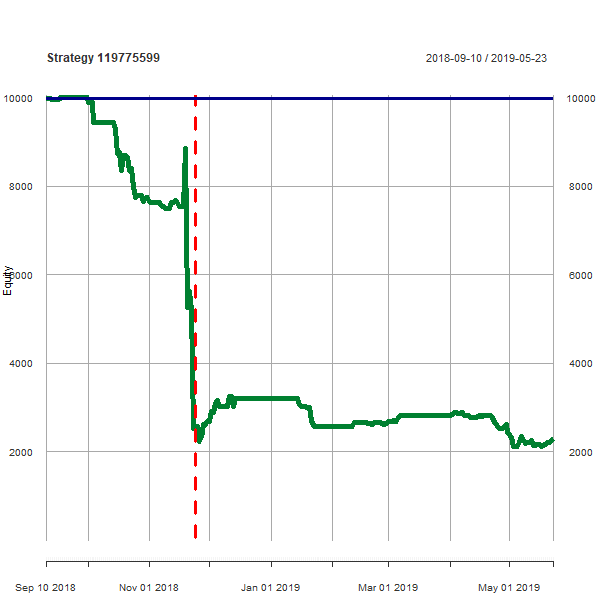 Strategy 119775599
2018-09-10 / 2019-05-23
10000
10000
8000
8000
6000
6000
Equity
4000
4000
2000
2000
Sep 10 2018
Nov 01 2018
Jan 01 2019
Mar 01 2019
May 01 2019